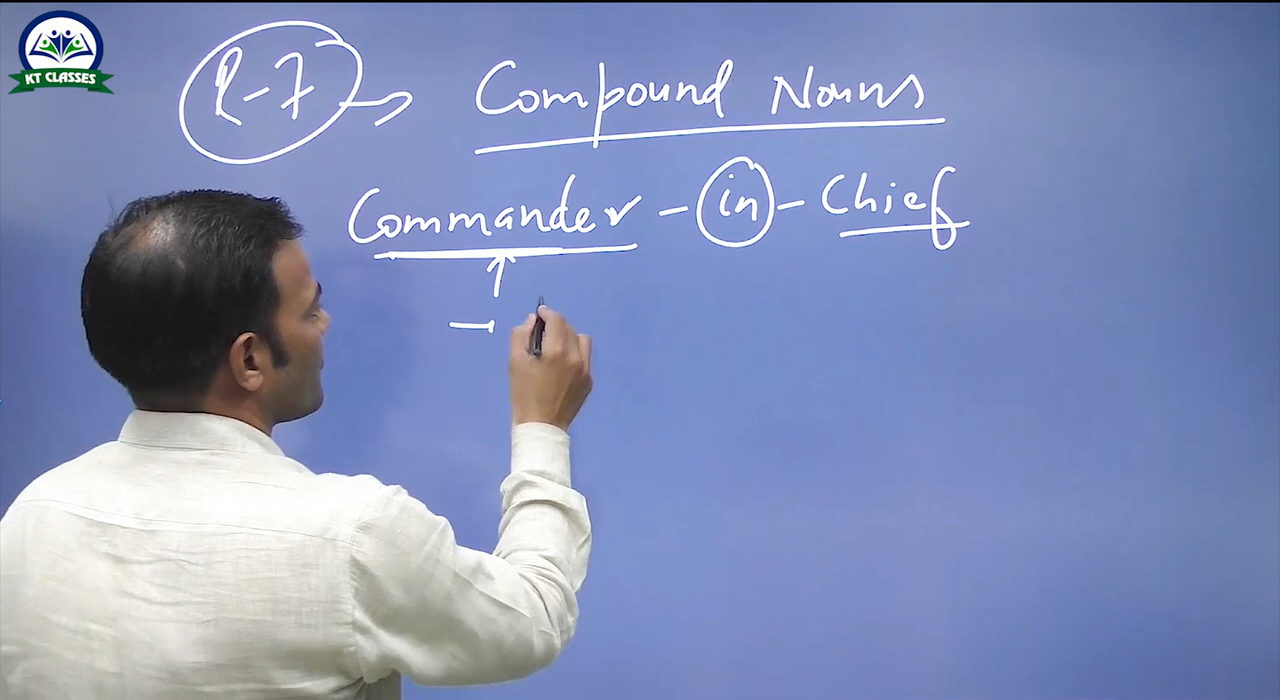 KT CLASSES
R-7 → Compound Nouns
Commander - in - Chief